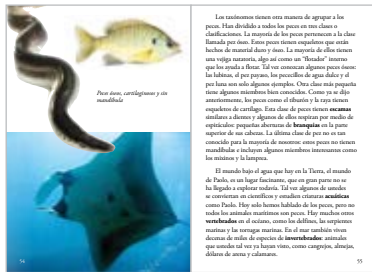 Peces óseos, cartilaginosos y sin
mandíbula
54
Los taxónomos tienen otra manera de agrupar a los
peces. Han dividido a todos los peces en tres clases o
clasificaciones. La mayoría de los peces pertenecen a la clase
llamada pez óseo. Estos peces tienen esqueletos que están
hechos de material duro y óseo. La mayoría de ellos tienen
una vejiga natatoria, algo así como un “flotador” interno
que los ayuda a flotar. Tal vez conozcan algunos peces óseos:
las lubinas, el pez payaso, los pececillos de agua dulce y el
pez luna son solo algunos ejemplos. Otra clase más pequeña
tiene algunos miembros bien conocidos. Como ya se dijo
anteriormente, los peces como el tiburón y la raya tienen
esqueletos de cartílago. Esta clase de peces tienen escamas
similares a dientes y algunos de ellos respiran por medio de
espiráculos: pequeñas aberturas de branquias en la parte
superior de sus cabezas. La última clase de pez no es tan
conocido para la mayoría de nosotros: estos peces no tienen
mandíbulas e incluyen algunos miembros interesantes como
los mixinos y la lamprea.
El mundo bajo el agua que hay en la Tierra, el mundo
de Paolo, es un lugar fascinante, que en gran parte no se
ha llegado a explorar todavía. Tal vez algunos de ustedes
se conviertan en científicos y estudien criaturas acuáticas
como Paolo. Hoy solo hemos hablado de los peces, pero no
todos los animales marítimos son peces. Hay muchos otros
vertebrados en el océano, como los delfines, las serpientes
marinas y las tortugas marinas. En el mar también viven
decenas de miles de especies de invertebrados: animales
que ustedes tal vez ya hayan visto, como cangrejos, almejas,
dólares de arena y calamares.
55